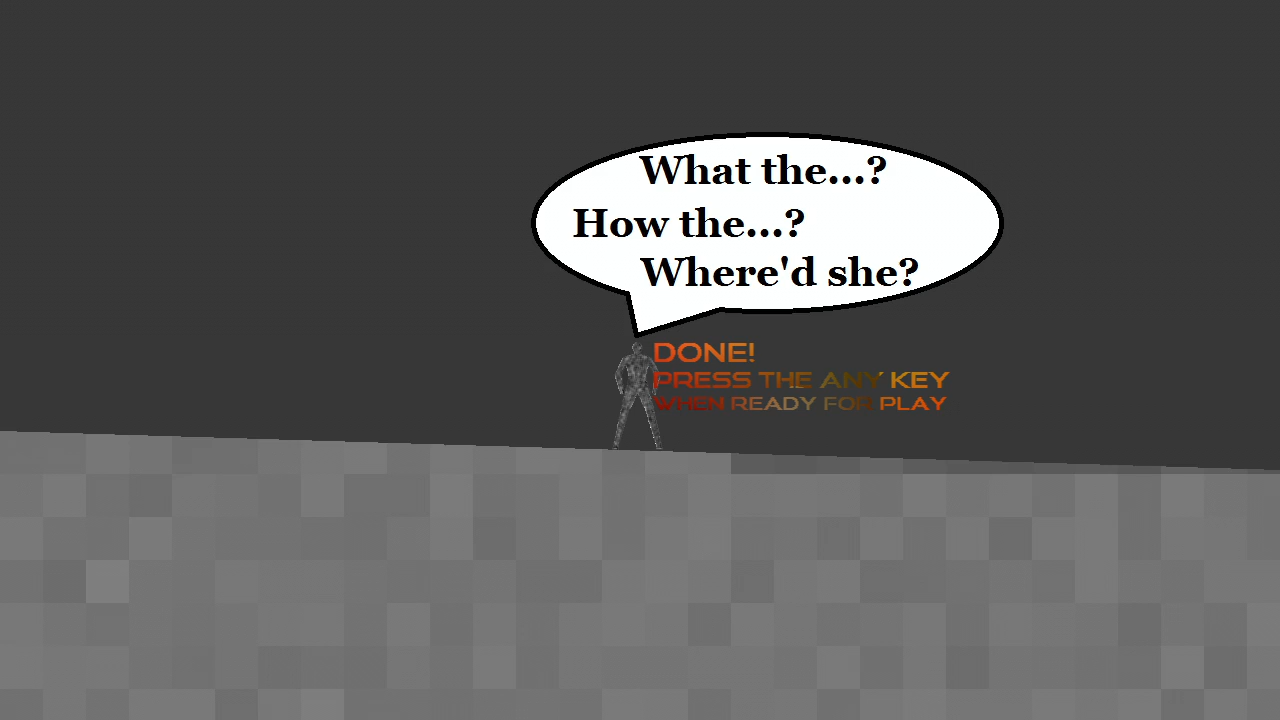 What the...?
How the...?
Where'd she?
DONE!
PRESS THE ANY KEY
WHEN READY FOR PLAY